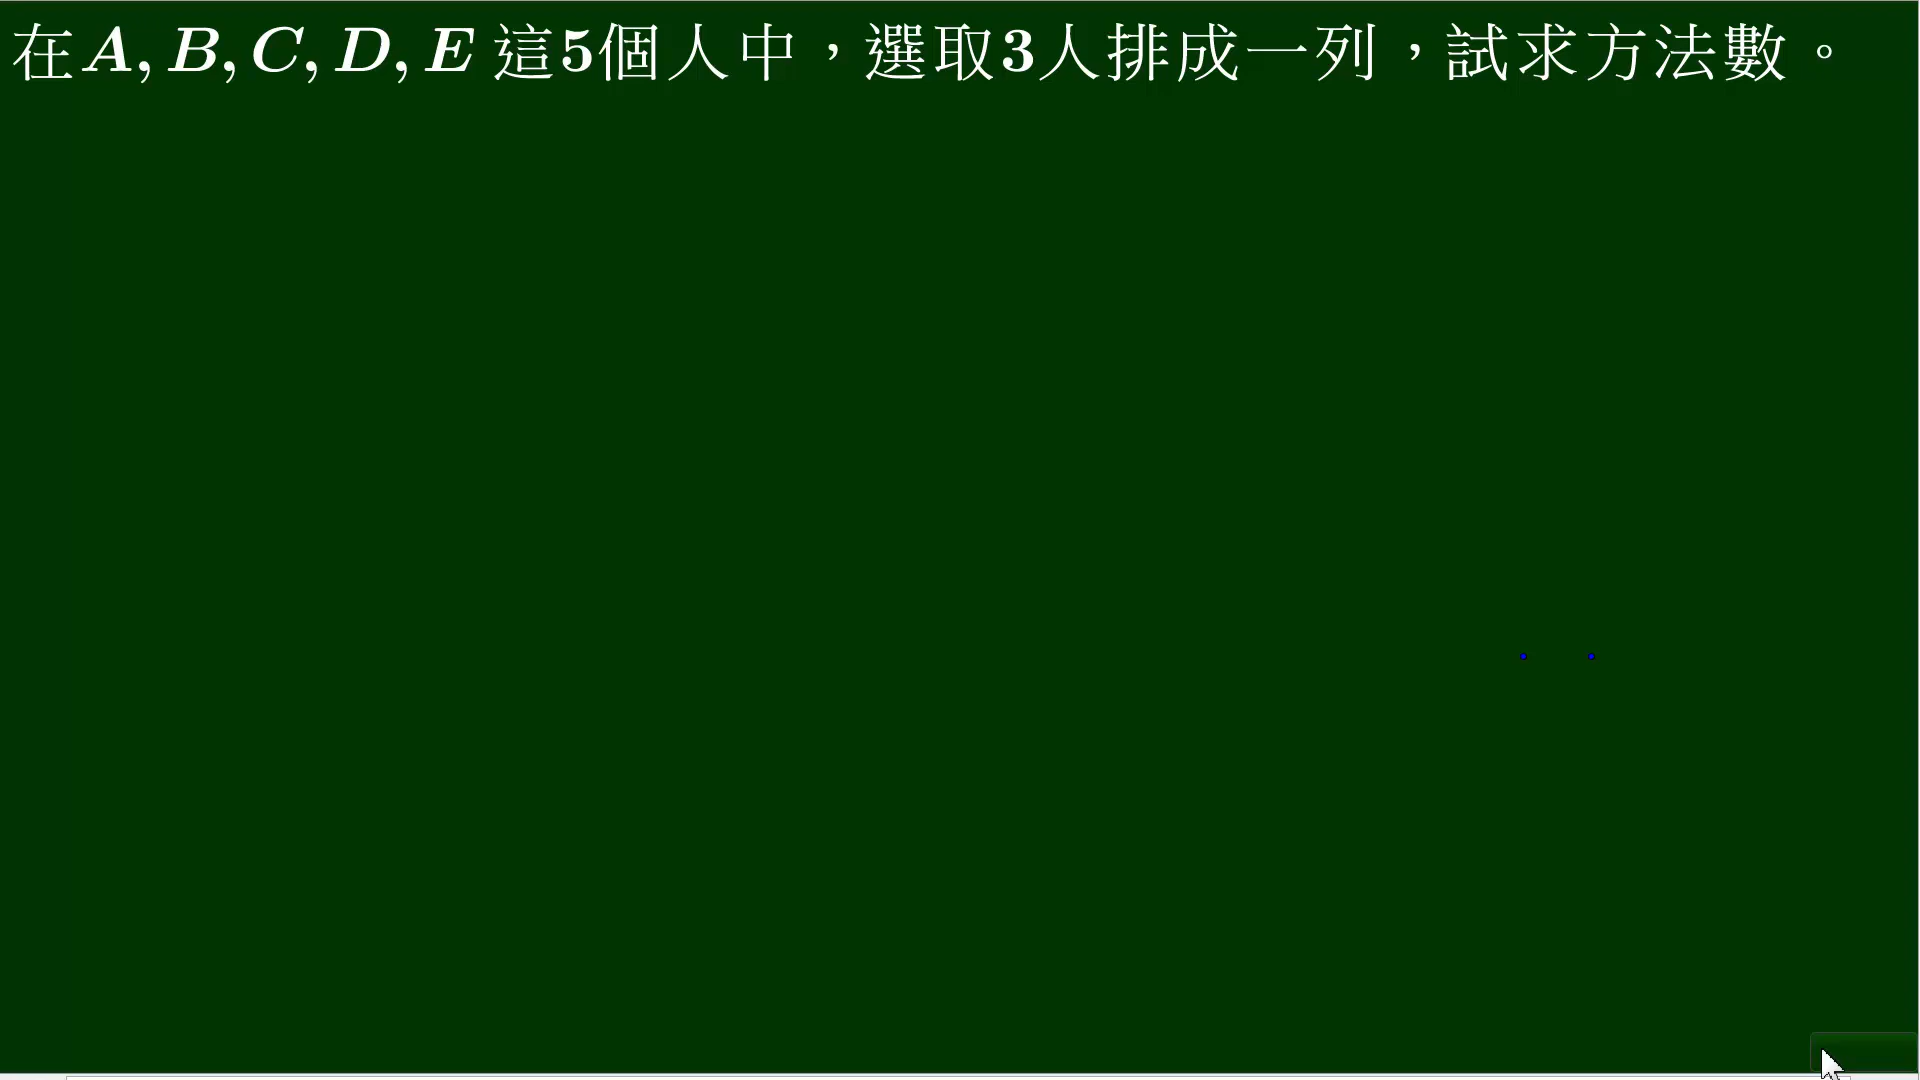 在A, B, C, D, E 這5個人中，選取3人排成一列，試求方法數。